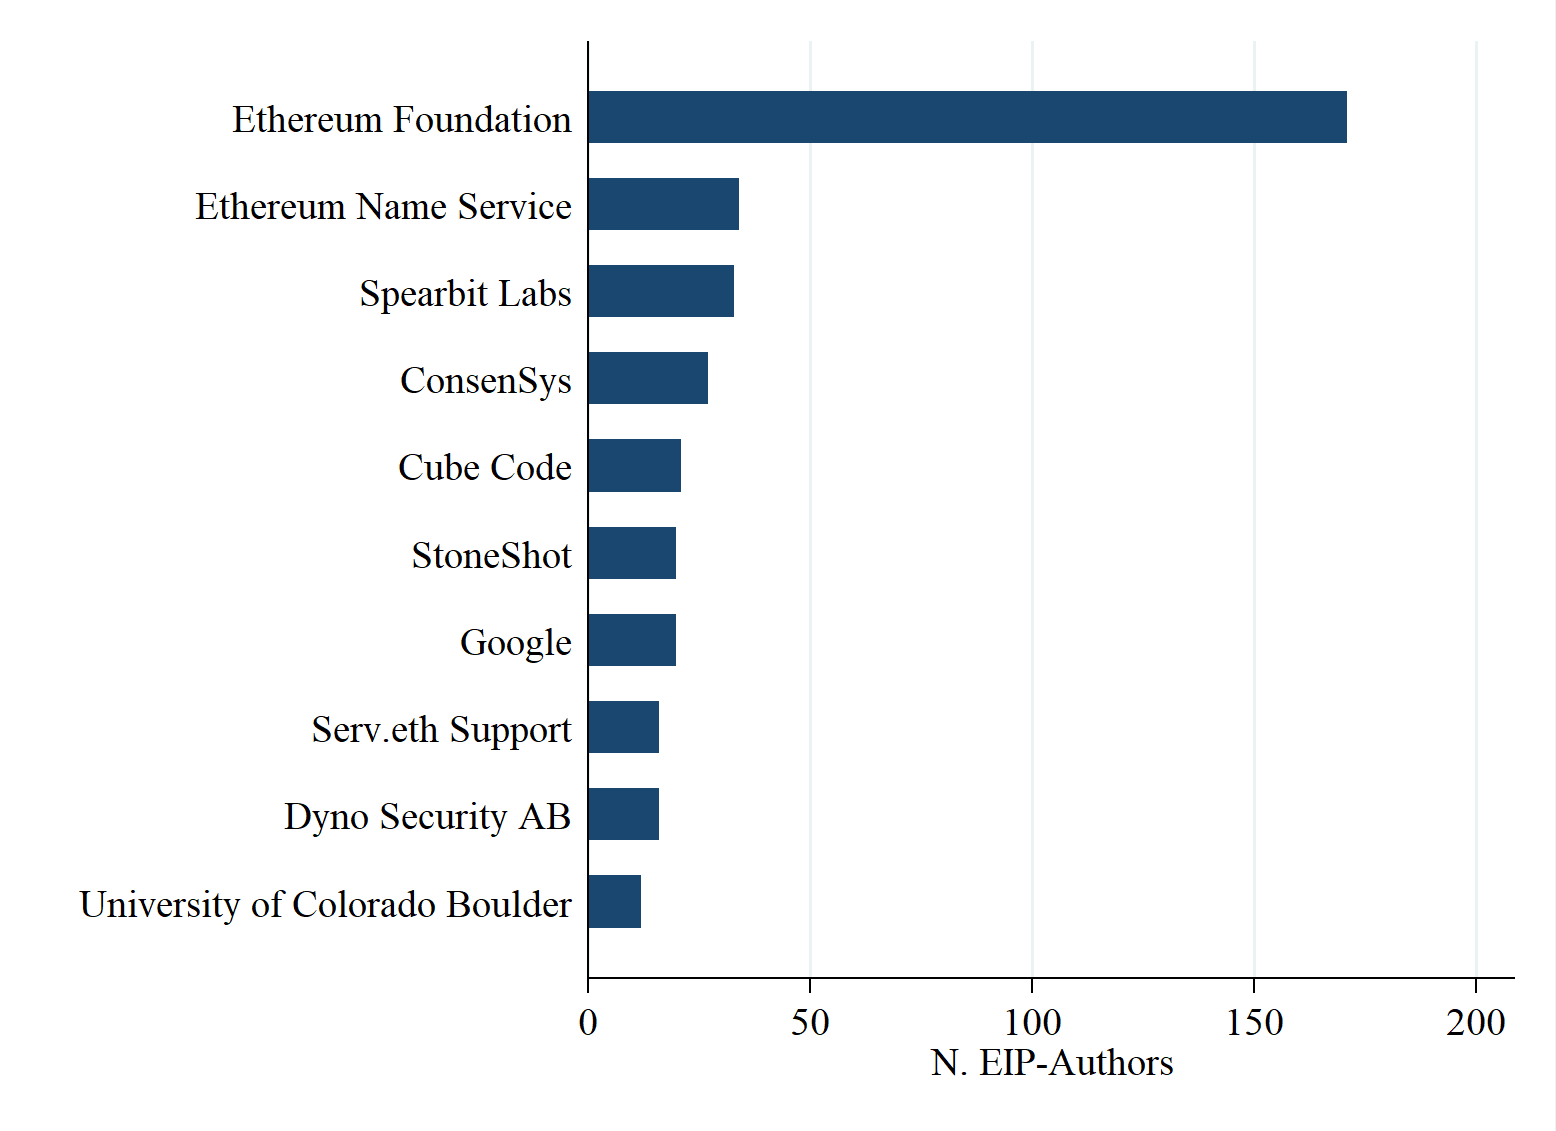 Ethereum Foundation
Ethereum Name Service
Spearbit Labs
ConsenSys
Cube Code
StoneShot
Google
Serv.eth Support
Dyno Security AB
University of Colorado Boulder
0 50 100 150 200
N. EIP-Authors